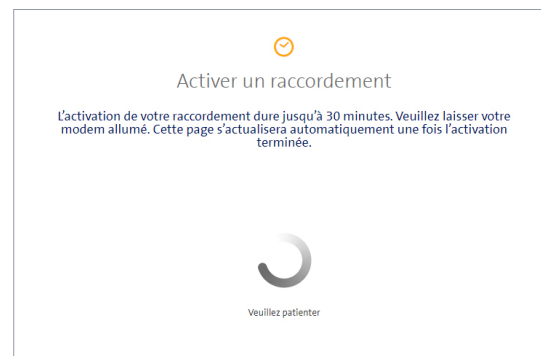 Activer un raccordement
L’activation de votre raccordement dure jusqu’à 30 minutes. Veuillez laisser votre
modem allumé. Cette page s’actualisera automatiquement une fois l’activation
terminée.
Veuillez patienter